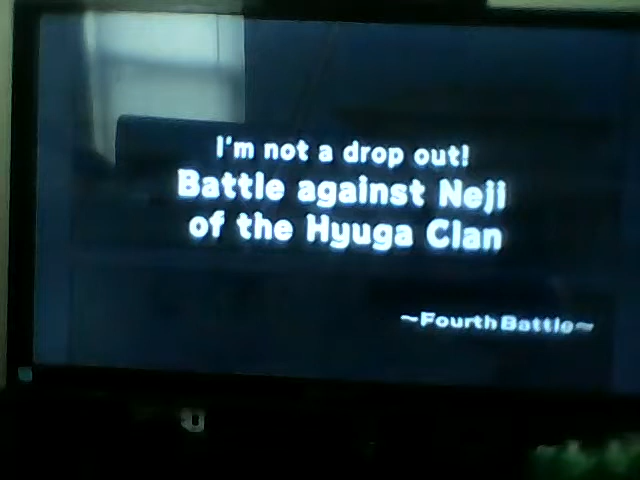 I'm not a drop out!
Battle against Neji
of the Hyuga Clan
~Fourth Battle~